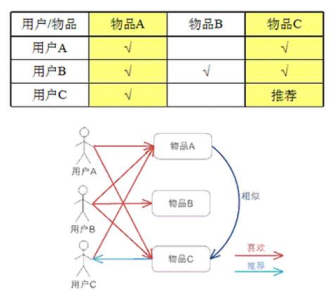 用户/物品 物品A 物品B 物品C
用户A √ √
用户B √ √ √
用户C √ 推荐
物品A
用户A
相似
物品B
用户B
喜欢
物品C
推荐
用户C